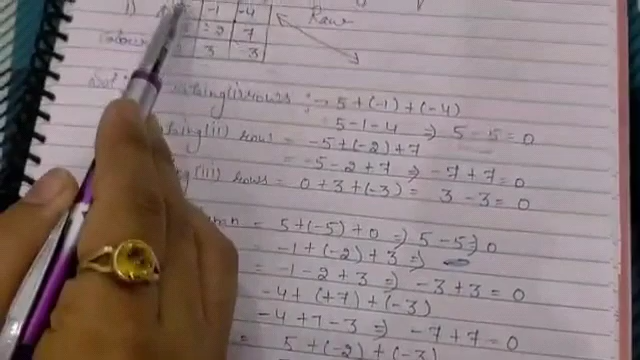 i) -1 -4 Row
-2 7
3 3
(i) rows :→ 5+(-1)+(-4)
5-1-4 ⇒ 5-5=0
(ii) row = -5+(-2)+7
= -5-2+7 ⇒ -7+7=0
(iii) rows = 0+3+(-3) = 3-3=0
= 5+(-5)+0 ⇒ 5-5⇒0
-1+(-2)+3 ⇒
= -1-2+3 ⇒ -3+3=0
-4+(+7)+(-3)
-4+7-3 ⇒ -7+7=0
= 5+(-2)+(-3)